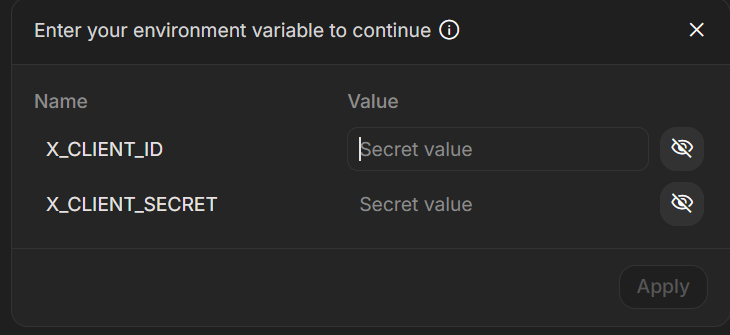 Enter your environment variable to continue
Name Value
X_CLIENT_ID Secret value
X_CLIENT_SECRET Secret value
Apply